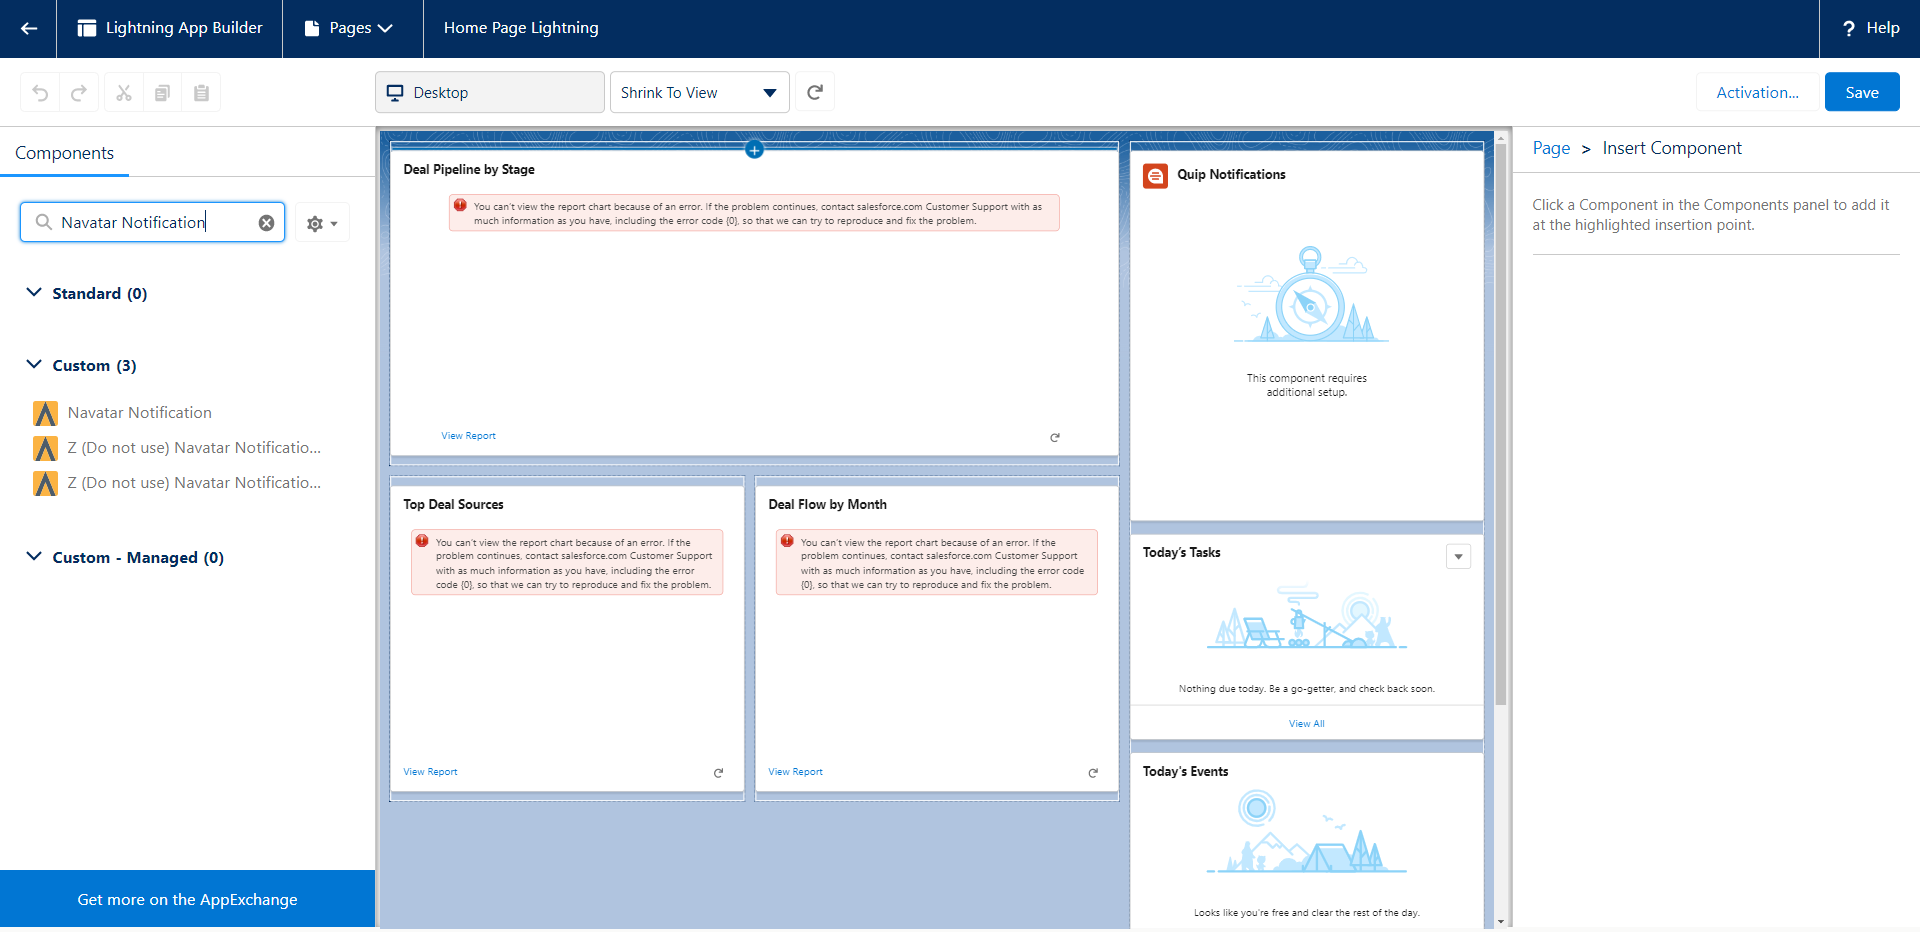 Lightning App Builder
Pages
Home Page Lightning
? Help
Desktop
Shrink To View
Activation...
Save
Components
Navatar Notification
Standard (0)
Custom (3)
Navatar Notification
Z (Do not use) Navatar Notificatio...
Z (Do not use) Navatar Notificatio...
Custom - Managed (0)
Get more on the AppExchange
Deal Pipeline by Stage
You can't view the report chart because of an error. If the problem continues, contact salesforce.com Customer Support with as
much information as you have, including the error code {0}, so that we can try to reproduce and fix the problem.
View Report
Top Deal Sources
You can't view the report chart because of an error. If the
problem continues, contact salesforce.com Customer Support
with as much information as you have, including the error
code {0}, so that we can try to reproduce and fix the problem.
View Report
Deal Flow by Month
You can't view the report chart because of an error. If the
problem continues, contact salesforce.com Customer Support
with as much information as you have, including the error code
{0}, so that we can try to reproduce and fix the problem.
View Report
Quip Notifications
This component requires
additional setup.
Today's Tasks
Nothing due today. Be a go-getter, and check back soon.
View All
Today's Events
Looks like you're free and clear the rest of the day.
Page > Insert Component
Click a Component in the Components panel to add it
at the highlighted insertion point.